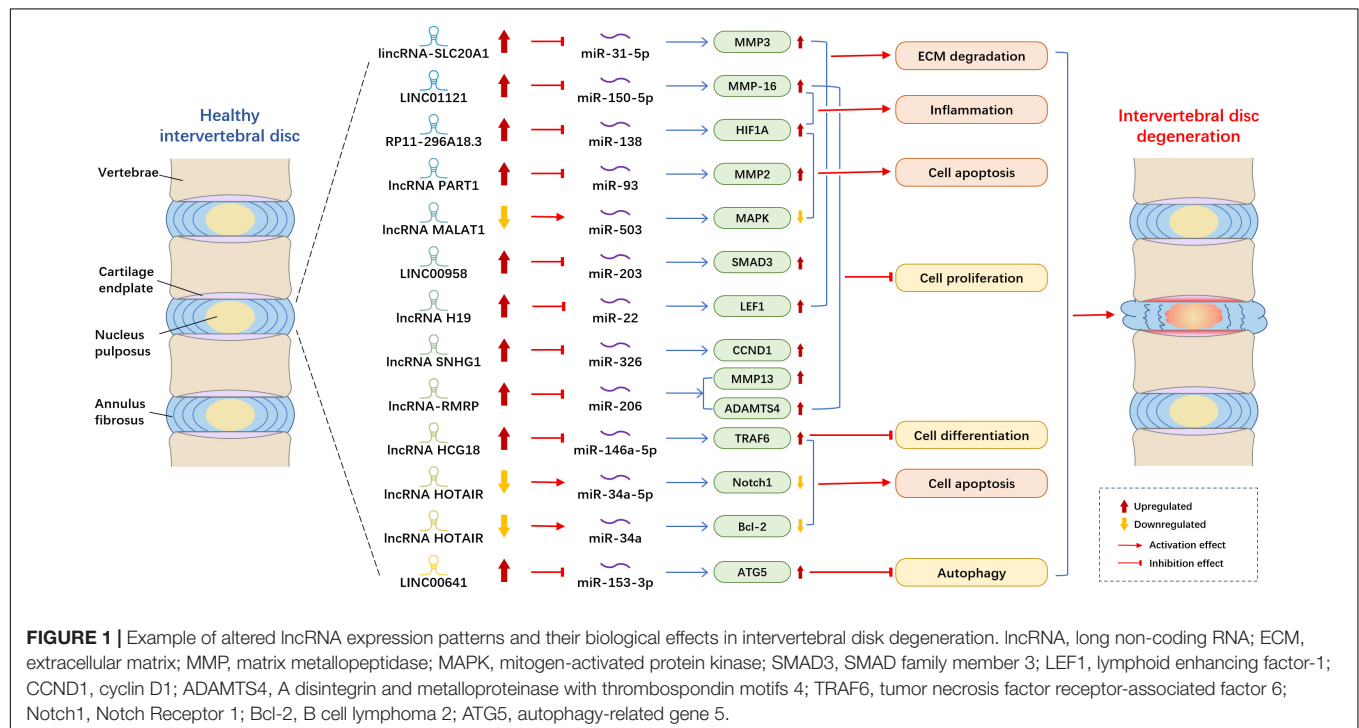 Healthy
intervertebral disc
Vertebrae
Cartilage
endplate
Nucleus
pulposus
Annulus
fibrosus
lincRNA-SLC20A1
miR-31-5p
MMP3
LINC01121
miR-150-5p
MMP-16
RP11-296A18.3
miR-138
HIF1A
lncRNA PART1
miR-93
MMP2
lncRNA MALAT1
miR-503
MAPK
LINC00958
miR-203
SMAD3
lncRNA H19
miR-22
LEF1
lncRNA SNHG1
miR-326
CCND1
lncRNA-RMRP
miR-206
MMP13
ADAMTS4
lncRNA HCG18
miR-146a-5p
TRAF6
lncRNA HOTAIR
miR-34a-5p
Notch1
lncRNA HOTAIR
miR-34a
Bcl-2
LINC00641
miR-153-3p
ATG5
ECM degradation
Inflammation
Cell apoptosis
Cell proliferation
Cell differentiation
Cell apoptosis
Autophagy
Intervertebral disc
degeneration
Upregulated
Downregulated
Activation effect
Inhibition effect
FIGURE 1 | Example of altered lncRNA expression patterns and their biological effects in intervertebral disk degeneration. lncRNA, long non-coding RNA; ECM,
extracellular matrix; MMP, matrix metallopeptidase; MAPK, mitogen-activated protein kinase; SMAD3, SMAD family member 3; LEF1, lymphoid enhancing factor-1;
CCND1, cyclin D1; ADAMTS4, A disintegrin and metalloproteinase with thrombospondin motifs 4; TRAF6, tumor necrosis factor receptor-associated factor 6;
Notch1, Notch Receptor 1; Bcl-2, B cell lymphoma 2; ATG5, autophagy-related gene 5.